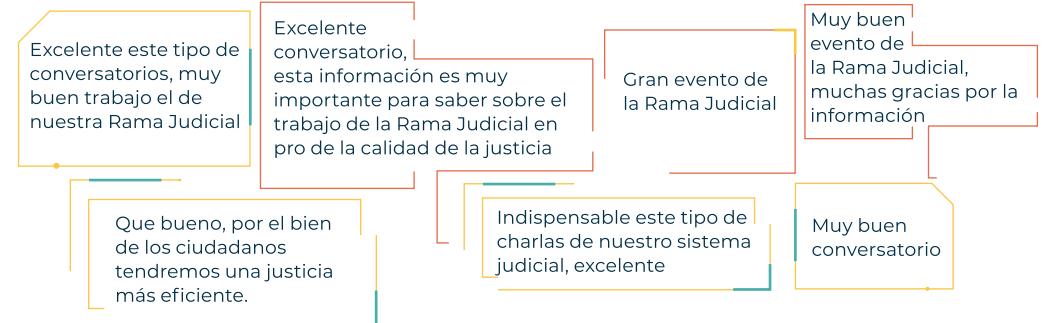 Excelente este tipo de
conversatorios, muy
buen trabajo el de
nuestra Rama Judicial
Excelente
conversatorio,
esta información es muy
importante para saber sobre el
trabajo de la Rama Judicial en
pro de la calidad de la justicia
Gran evento de
la Rama Judicial
Muy buen
evento de
la Rama Judicial,
muchas gracias por la
información
Que bueno, por el bien
de los ciudadanos
tendremos una justicia
más eficiente.
Indispensable este tipo de
charlas de nuestro sistema
judicial, excelente
Muy buen
conversatorio